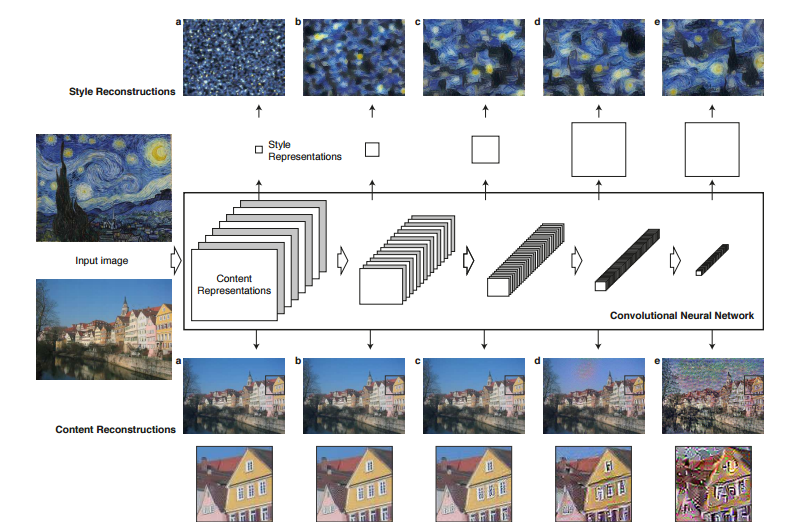 a b c d e
Style Reconstructions
Style
Representations
Input image
Content
Representations
Convolutional Neural Network
a b c d e
Content Reconstructions